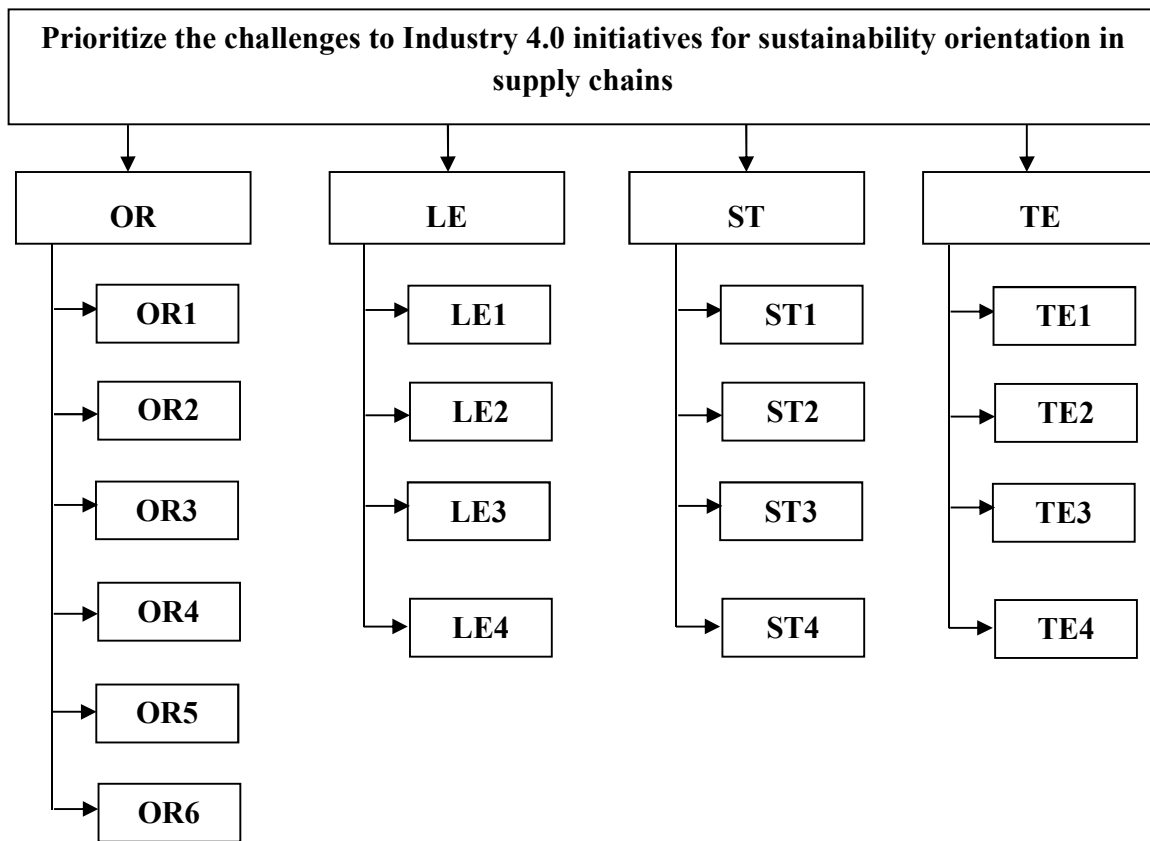 Prioritize the challenges to Industry 4.0 initiatives for sustainability orientation in
supply chains
OR
LE
ST
TE
OR1
LE1
ST1
TE1
OR2
LE2
ST2
TE2
OR3
LE3
ST3
TE3
OR4
LE4
ST4
TE4
OR5
OR6